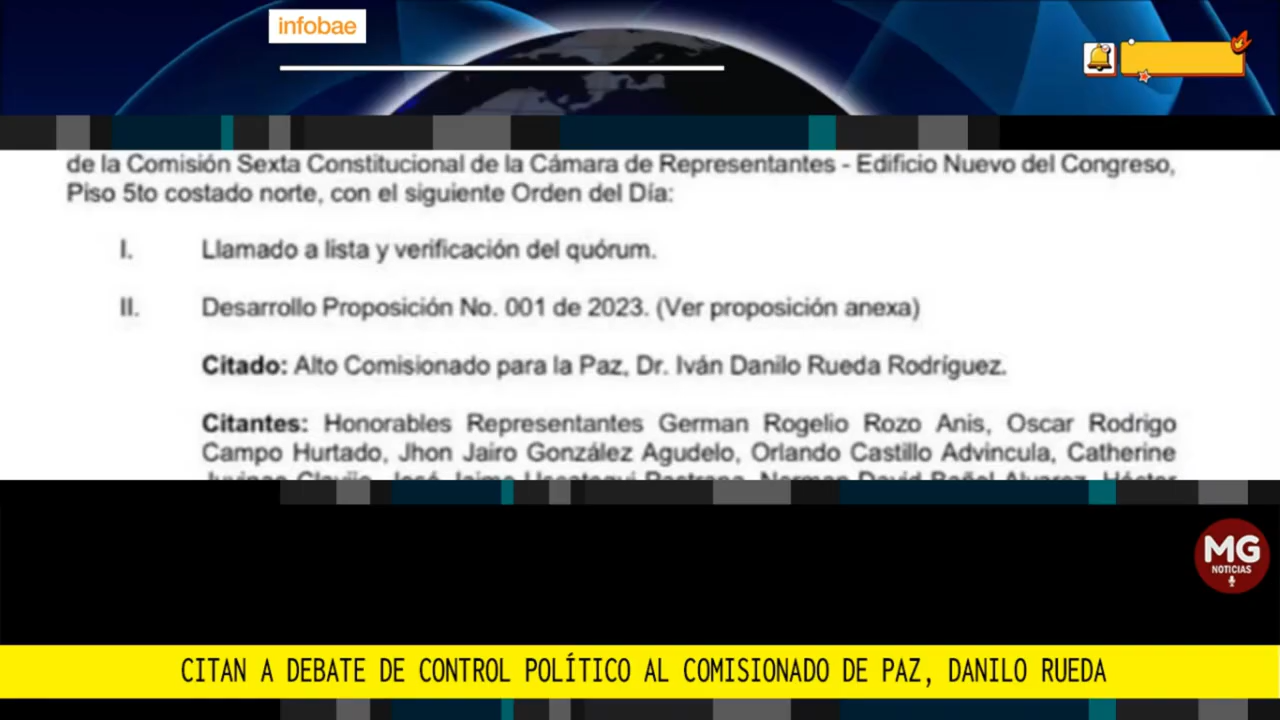 infobae
de la Comisión Sexta Constitucional de la Cámara de Representantes - Edificio Nuevo del Congreso,
Piso 5to costado norte, con el siguiente Orden del Día:
I. Llamado a lista y verificación del quórum.
II. Desarrollo Proposición No. 001 de 2023. (Ver proposición anexa)
Citado: Alto Comisionado para la Paz, Dr. Iván Danilo Rueda Rodríguez.
Citantes: Honorables Representantes German Rogelio Rozo Anis, Oscar Rodrigo
Campo Hurtado, Jhon Jairo González Agudelo, Orlando Castillo Advincula, Catherine
MG
NOTICIAS
CITAN A DEBATE DE CONTROL POLÍTICO AL COMISIONADO DE PAZ, DANILO RUEDA